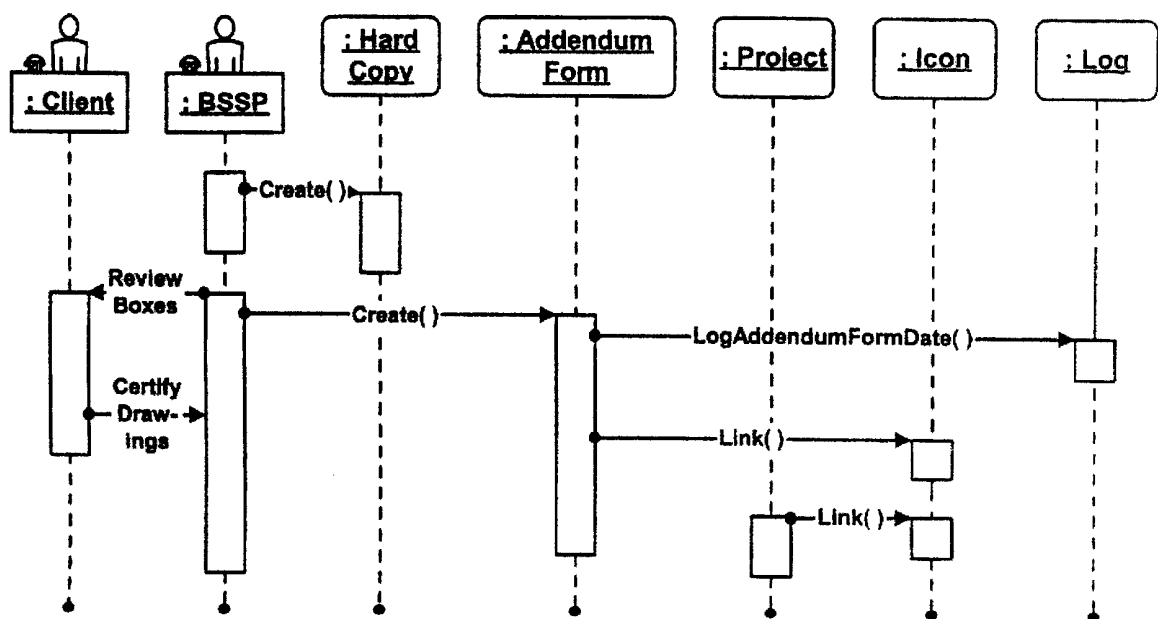 : Client
: BSSP
: Hard
Copy
: Addendum
Form
: Project
: Icon
: Log
Create( )
Review
Boxes
Create( )
LogAddendumFormDate( )
Certify
Draw-
ings
Link( )
Link( )